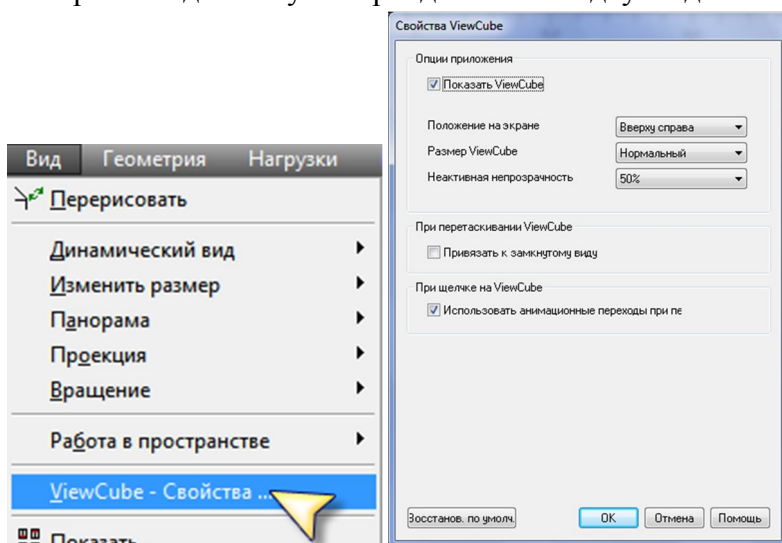 Свойства ViewCube
Опции приложения
Показать ViewCube
Положение на экране Вверху справа
Размер ViewCube Нормальный
Неактивная непрозрачность 50%
При перетаскивании ViewCube
Привязать к замкнутому виду
При щелчке на ViewCube
Использовать анимационные переходы при пе
Восстанов. по умолч. OK Отмена Помощь
Вид Геометрия Нагрузки
Перерисовать
Динамический вид
Изменить размер
Панорама
Проекция
Вращение
Работа в пространстве
ViewCube - Свойства ...
Показать